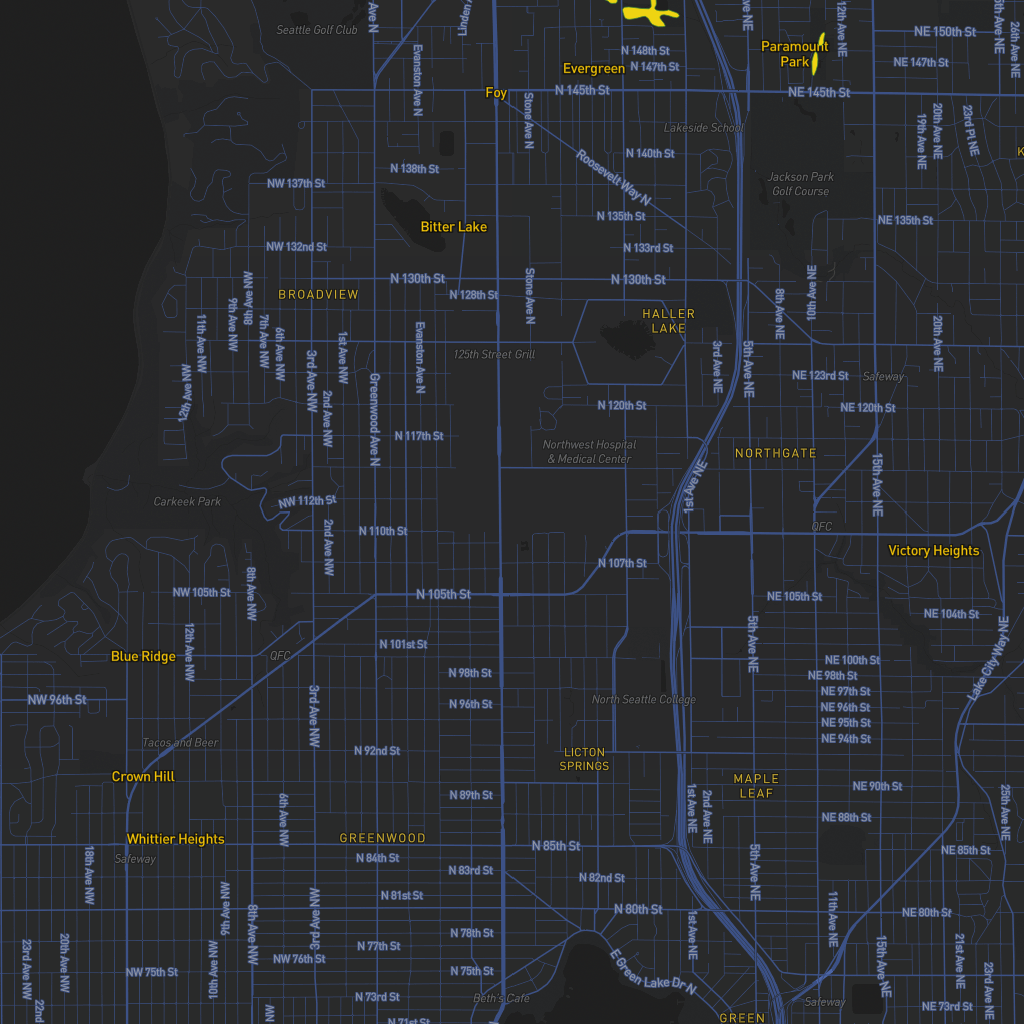 Seattle Golf Club
Ave N
Linden
Evanston Ave N
N 148th St
N 147th St
Evergreen
Foy
N 145th St
Stone Ave N
Ave NE
Paramount
Park
12th Ave NE
NE 150th St
NE 147th St
NE 145th St
26th Ave NE
Lakeside School
N 140th St
Roosevelt Way N
19th Ave NE
20th Ave NE
23rd Pl NE
K
N 138th St
NW 137th St
Jackson Park
Golf Course
Bitter Lake
N 135th St
NE 135th St
NW 132nd St
N 133rd St
N 130th St
N 130th St
N 128th St
BROADVIEW
Stone Ave N
8th Ave NW
9th Ave NW
11th Ave NW
7th Ave NW
6th Ave NW
1st Ave NW
Evanston Ave N
HALLER
LAKE
8th Ave NE
10th Ave NE
20th Ave NE
125th Street Grill
3rd Ave NE
5th Ave NE
12th Ave NW
3rd Ave NW
2nd Ave NW
Greenwood Ave N
NE 123rd St
Safeway
N 120th St
NE 120th St
N 117th St
Northwest Hospital
& Medical Center
NORTHGATE
1st Ave NE
15th Ave NE
Carkeek Park
NW 112th St
2nd Ave NW
N 110th St
QFC
Victory Heights
N 107th St
8th Ave NW
NW 105th St
N 105th St
NE 105th St
NE 104th St
12th Ave NW
5th Ave NE
Lake City Way NE
Blue Ridge
QFC
N 101st St
NE 100th St
N 98th St
NE 98th St
NE 97th St
NW 96th St
3rd Ave NW
N 96th St
North Seattle College
NE 96th St
NE 95th St
NE 94th St
Tacos and Beer
N 92nd St
LICTON
SPRINGS
Crown Hill
MAPLE
LEAF
NE 90th St
N 89th St
6th Ave NW
1st Ave NE
2nd Ave NE
25th Ave NE
NE 88th St
Whittier Heights
GREENWOOD
N 85th St
NE 85th St
Safeway
18th Ave NW
N 84th St
N 83rd St
N 82nd St
5th Ave NE
9th Ave NW
N 81st St
3rd Ave NW
8th Ave NW
N 80th St
1st Ave NE
11th Ave NE
NE 80th St
N 78th St
23rd Ave NW
20th Ave NW
10th Ave NW
N 77th St
NW 76th St
15th Ave NE
21st Ave NE
NW 75th St
N 75th St
E Green Lake Dr N
23rd Ave NE
22nd
NW
N 73rd St
Beth's Café
Safeway
NE 73rd St
N 71st St
GREEN